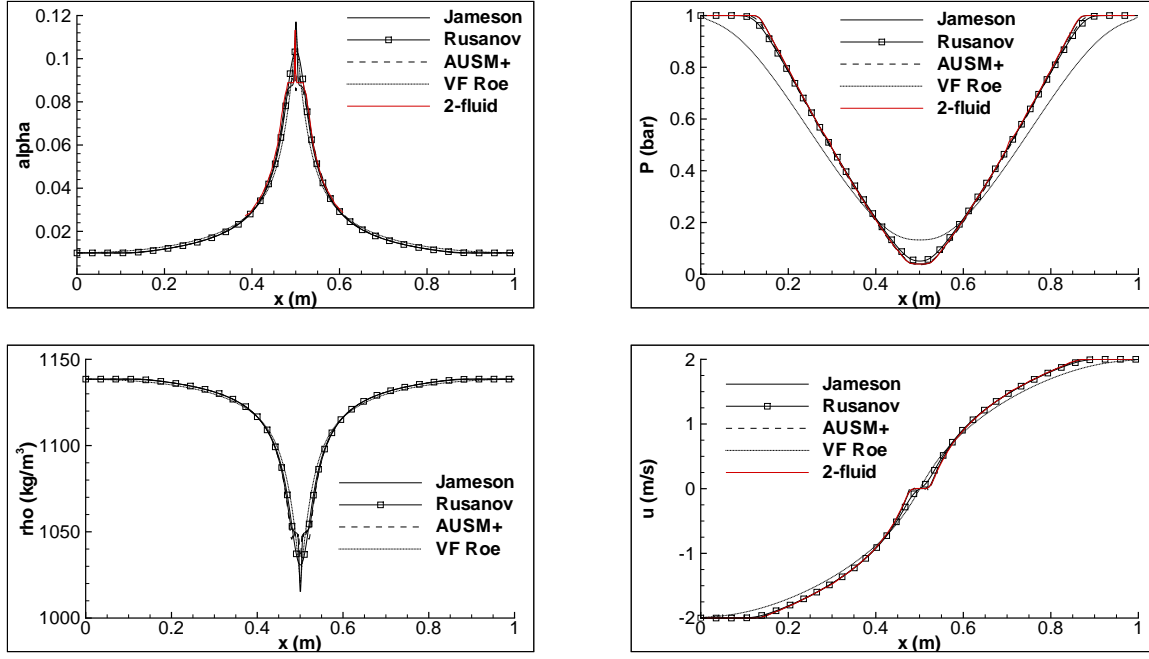 alpha
0.12
0.1
0.08
0.06
0.04
0.02
0
0.2
0.4
0.6
0.8
1
x (m)
Jameson
Rusanov
AUSM+
VF Roe
2-fluid
P (bar)
1
0.8
0.6
0.4
0.2
0
0
0.2
0.4
0.6
0.8
1
x (m)
Jameson
Rusanov
AUSM+
VF Roe
2-fluid
rho (kg/m³)
1150
1100
1050
1000
0
0.2
0.4
0.6
0.8
1
x (m)
Jameson
Rusanov
AUSM+
VF Roe
u (m/s)
2
1
0
-1
-2
0
0.2
0.4
0.6
0.8
1
x (m)
Jameson
Rusanov
AUSM+
VF Roe
2-fluid